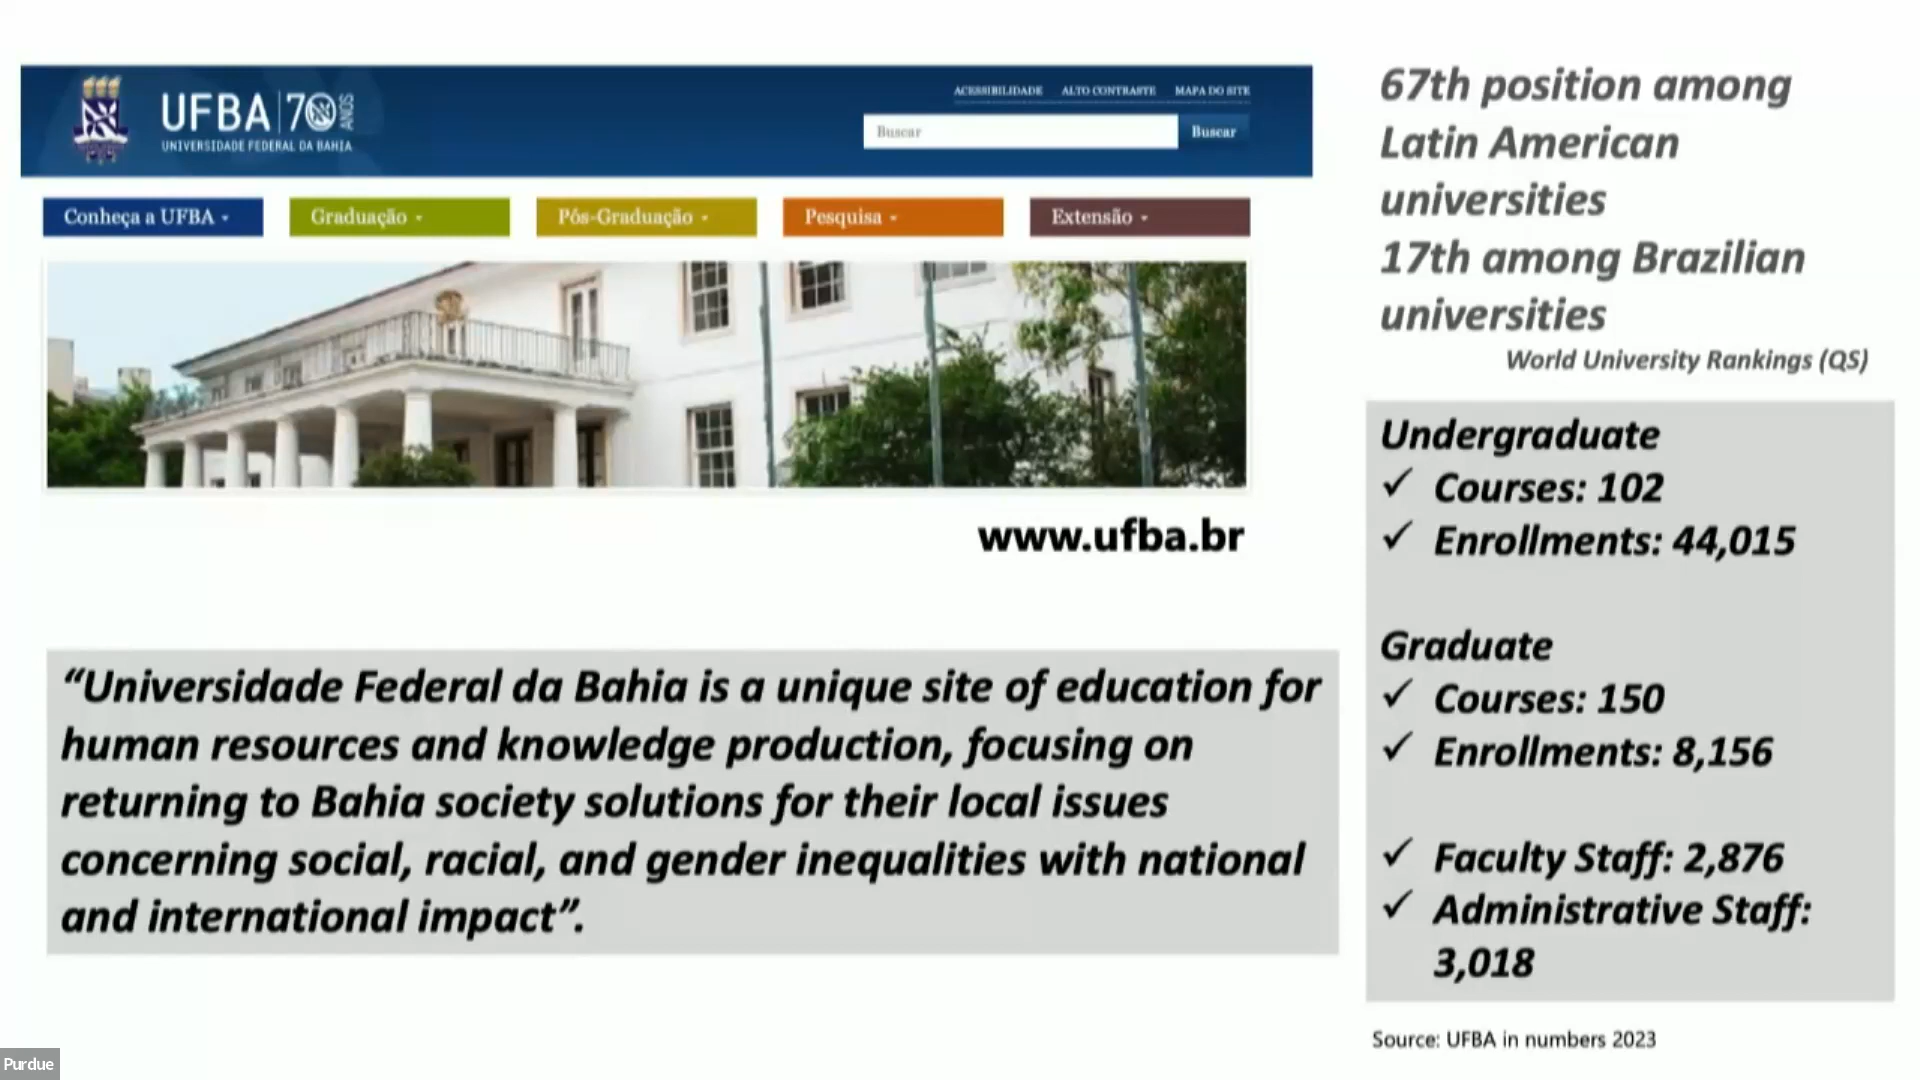 UFBA 70 ANOS
UNIVERSIDADE FEDERAL DA BAHIA
ACESSIBILIDADE ALTO CONTRASTE MAPA DO SITE
Buscar Buscar
Conheça a UFBA Graduação Pós-Graduação Pesquisa Extensão
www.ufba.br
“Universidade Federal da Bahia is a unique site of education for
human resources and knowledge production, focusing on
returning to Bahia society solutions for their local issues
concerning social, racial, and gender inequalities with national
and international impact”.
67th position among
Latin American
universities
17th among Brazilian
universities
World University Rankings (QS)
Undergraduate
✓ Courses: 102
✓ Enrollments: 44,015
Graduate
✓ Courses: 150
✓ Enrollments: 8,156
✓ Faculty Staff: 2,876
✓ Administrative Staff:
3,018
Source: UFBA in numbers 2023
Purdue